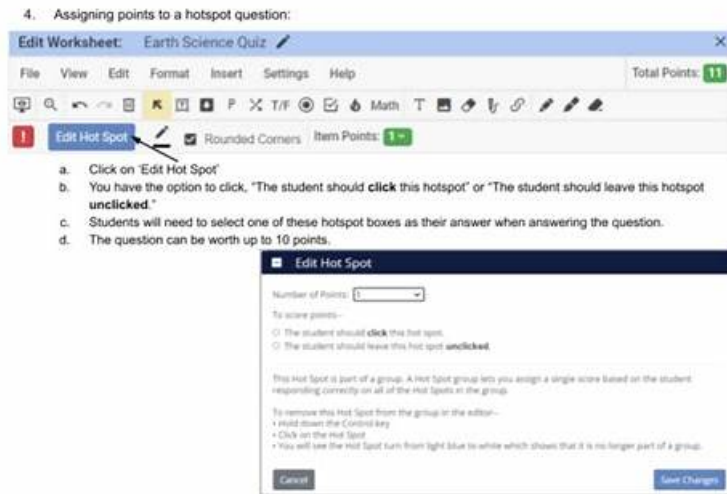 4. Assigning points to a hotspot question:
Edit Worksheet: Earth Science Quiz
File View Edit Format Insert Settings Help Total Points: 11
P T/F Math T
! Edit Hot Spot Rounded Corners Item Points: 1
a. Click on 'Edit Hot Spot'
b. You have the option to click, "The student should click this hotspot" or "The student should leave this hotspot
unclicked."
c. Students will need to select one of these hotspot boxes as their answer when answering the question.
d. The question can be worth up to 10 points.
Edit Hot Spot
Number of Points: 1
To score points--
The student should click this hot spot.
The student should leave this hot spot unclicked.
This Hot Spot is part of a group. A Hot Spot group lets you assign a single score based on the student
responding correctly on all of the Hot Spots in the group.
To remove this Hot Spot from the group in the editor--
• Hold down the Control key
• Click on the Hot Spot
• You will see the Hot Spot turn from light blue to white which shows that it is no longer part of a group.
Cancel Save Changes